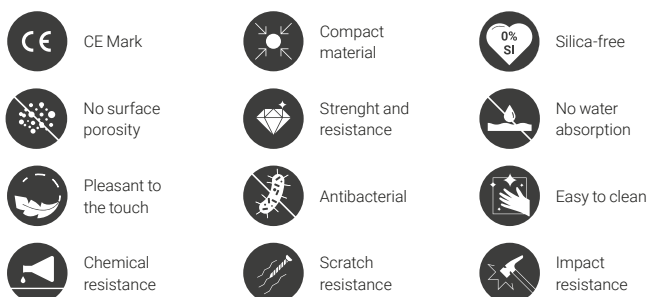 CE
CE Mark
Compact
material
0%
SI
Silica-free
No surface
porosity
Strenght and
resistance
No water
absorption
Pleasant to
the touch
Antibacterial
Easy to clean
Chemical
resistance
Scratch
resistance
Impact
resistance